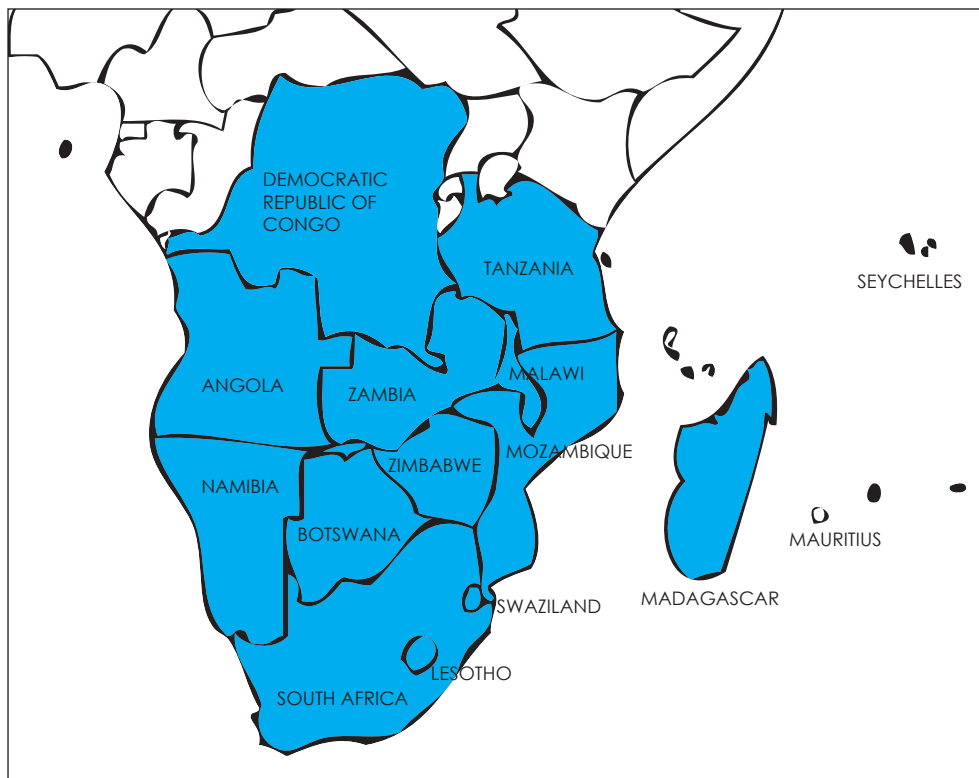 DEMOCRATIC
REPUBLIC OF
CONGO
TANZANIA
SEYCHELLES
ANGOLA
ZAMBIA
MALAWI
MOZAMBIQUE
ZIMBABWE
NAMIBIA
BOTSWANA
MAURITIUS
MADAGASCAR
SWAZILAND
LESOTHO
SOUTH AFRICA